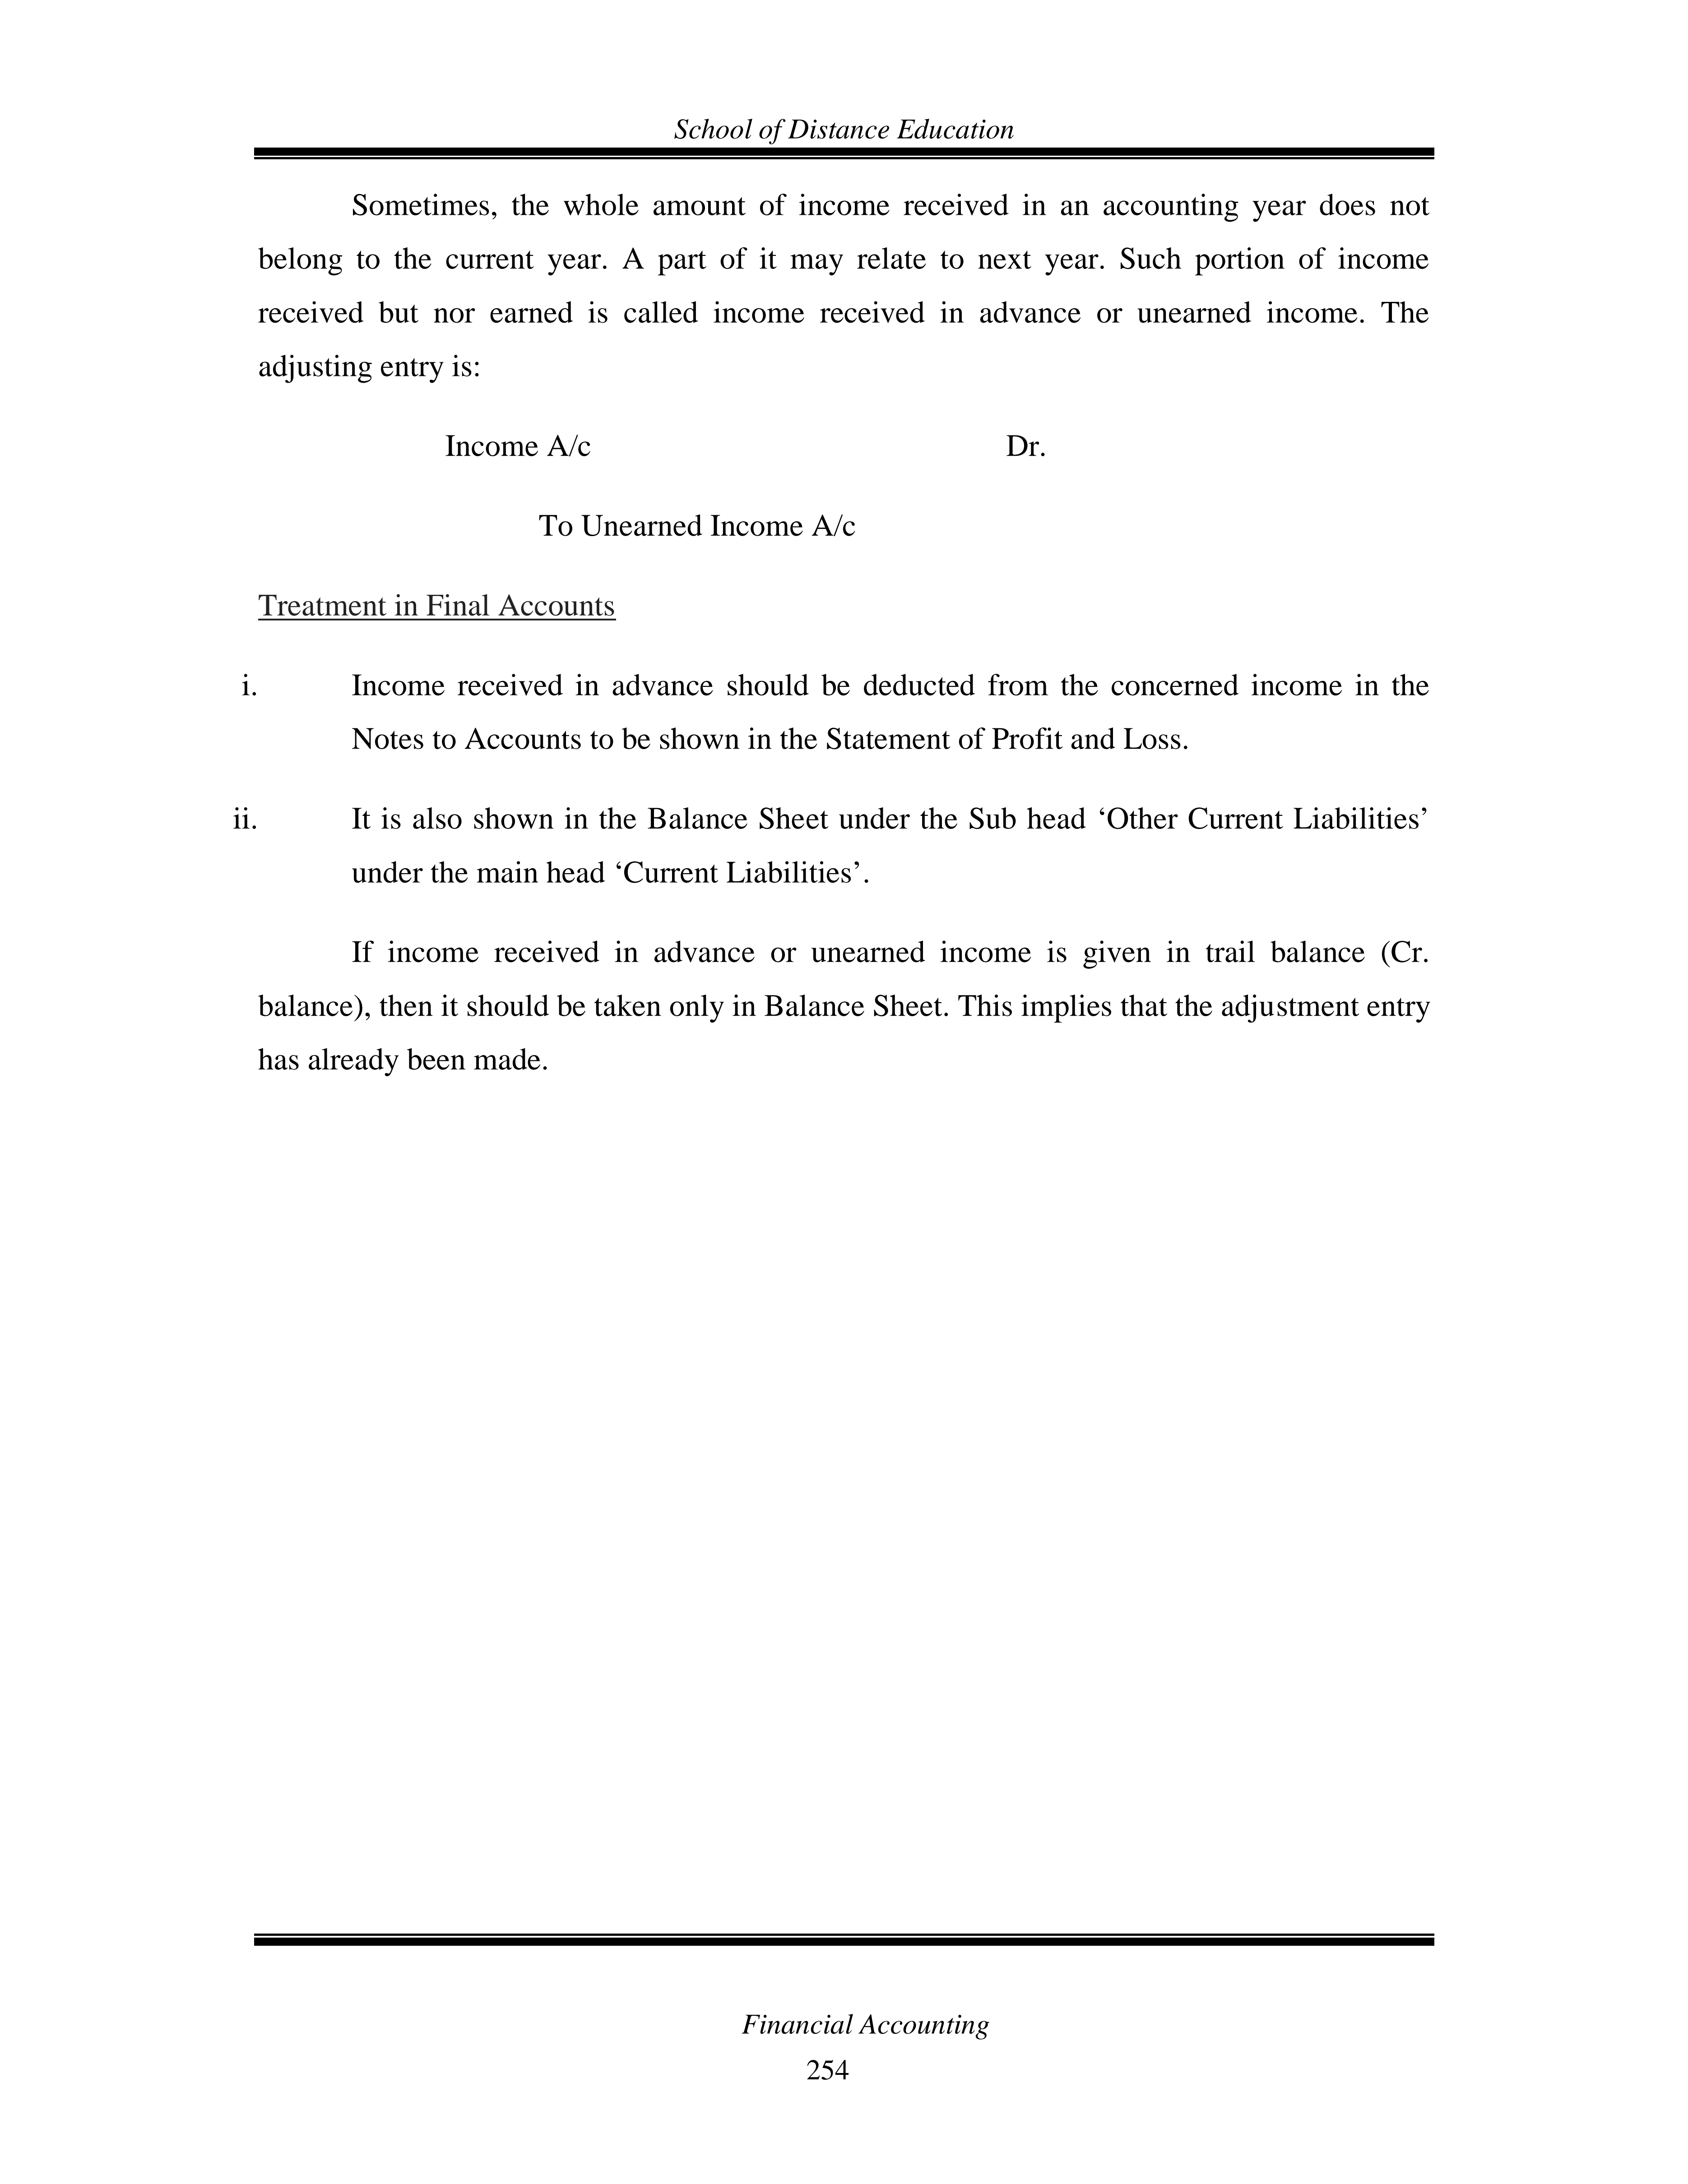 School of Distance Education
Sometimes, the whole amount of income received in an accounting year does not
belong to the current year. A part of it may relate to next year. Such portion of income
received but nor earned is called income received in advance or unearned income. The
adjusting entry is:
Income A/c Dr.
To Unearned Income A/c
Treatment in Final Accounts
i. Income received in advance should be deducted from the concerned income in the
Notes to Accounts to be shown in the Statement of Profit and Loss.
ii. It is also shown in the Balance Sheet under the Sub head ‘Other Current Liabilities’
under the main head ‘Current Liabilities’.
If income received in advance or unearned income is given in trail balance (Cr.
balance), then it should be taken only in Balance Sheet. This implies that the adjustment entry
has already been made.
Financial Accounting
254